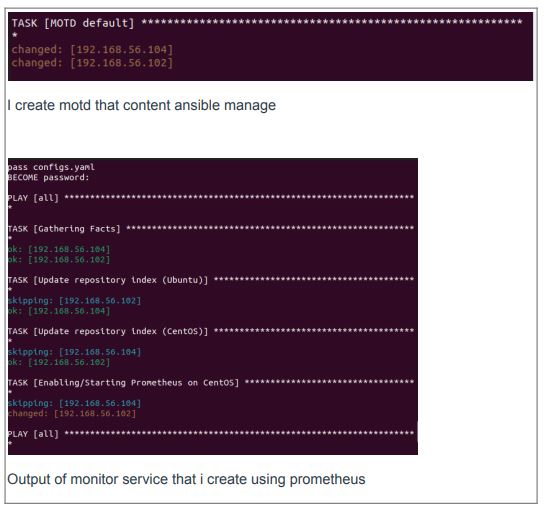 TASK [MOTD default] ***********************************************************
*
changed: [192.168.56.104]
changed: [192.168.56.102]
I create motd that content ansible manage
pass configs.yaml
BECOME password:
PLAY [all] ********************************************************************
*
TASK [Gathering Facts] ********************************************************
*
ok: [192.168.56.104]
ok: [192.168.56.102]
TASK [Update repository index (Ubuntu)] ***************************************
*
skipping: [192.168.56.102]
ok: [192.168.56.104]
TASK [Update repository index (CentOS)] ***************************************
*
skipping: [192.168.56.104]
ok: [192.168.56.102]
TASK [Enabling/Starting Prometheus on CentOS] *********************************
*
skipping: [192.168.56.104]
changed: [192.168.56.102]
PLAY [all] ********************************************************************
*
Output of monitor service that i create using prometheus